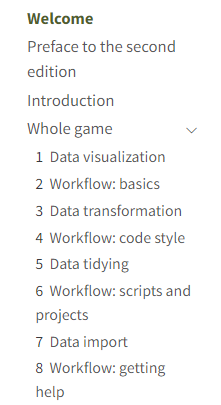 Welcome
Preface to the second
edition
Introduction
Whole game
1 Data visualization
2 Workflow: basics
3 Data transformation
4 Workflow: code style
5 Data tidying
6 Workflow: scripts and
projects
7 Data import
8 Workflow: getting
help